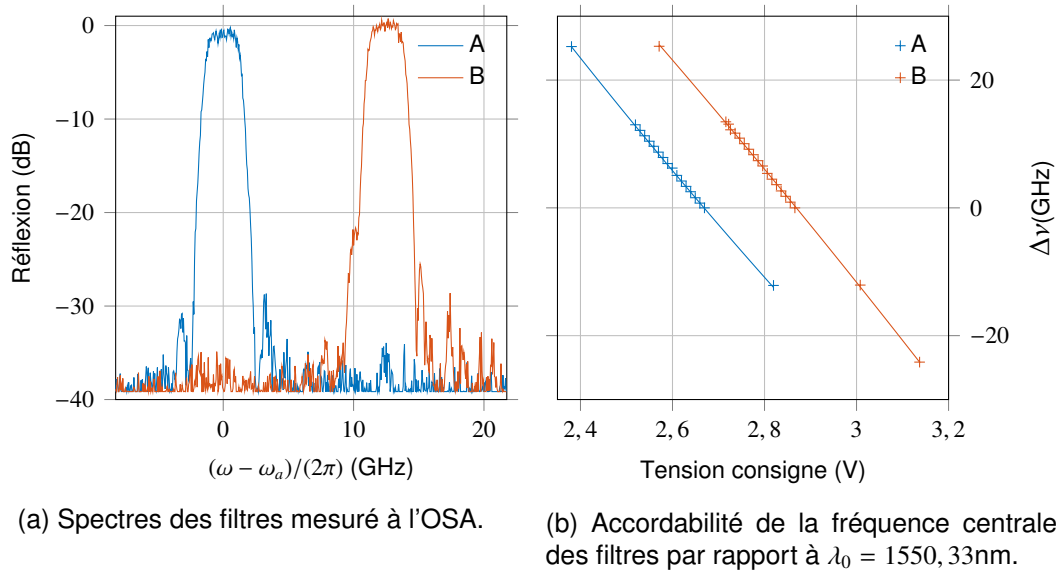 0
−10
−20
−30
−40
Réflexion (dB)
A
B
0
10
20
(ω − ωₐ)/(2π) (GHz)
A
B
20
0
−20
Δν(GHz)
2,4
2,6
2,8
3
3,2
Tension consigne (V)
(a) Spectres des filtres mesuré à l'OSA.
(b) Accordabilité de la fréquence centrale
des filtres par rapport à λ₀ = 1550, 33nm.